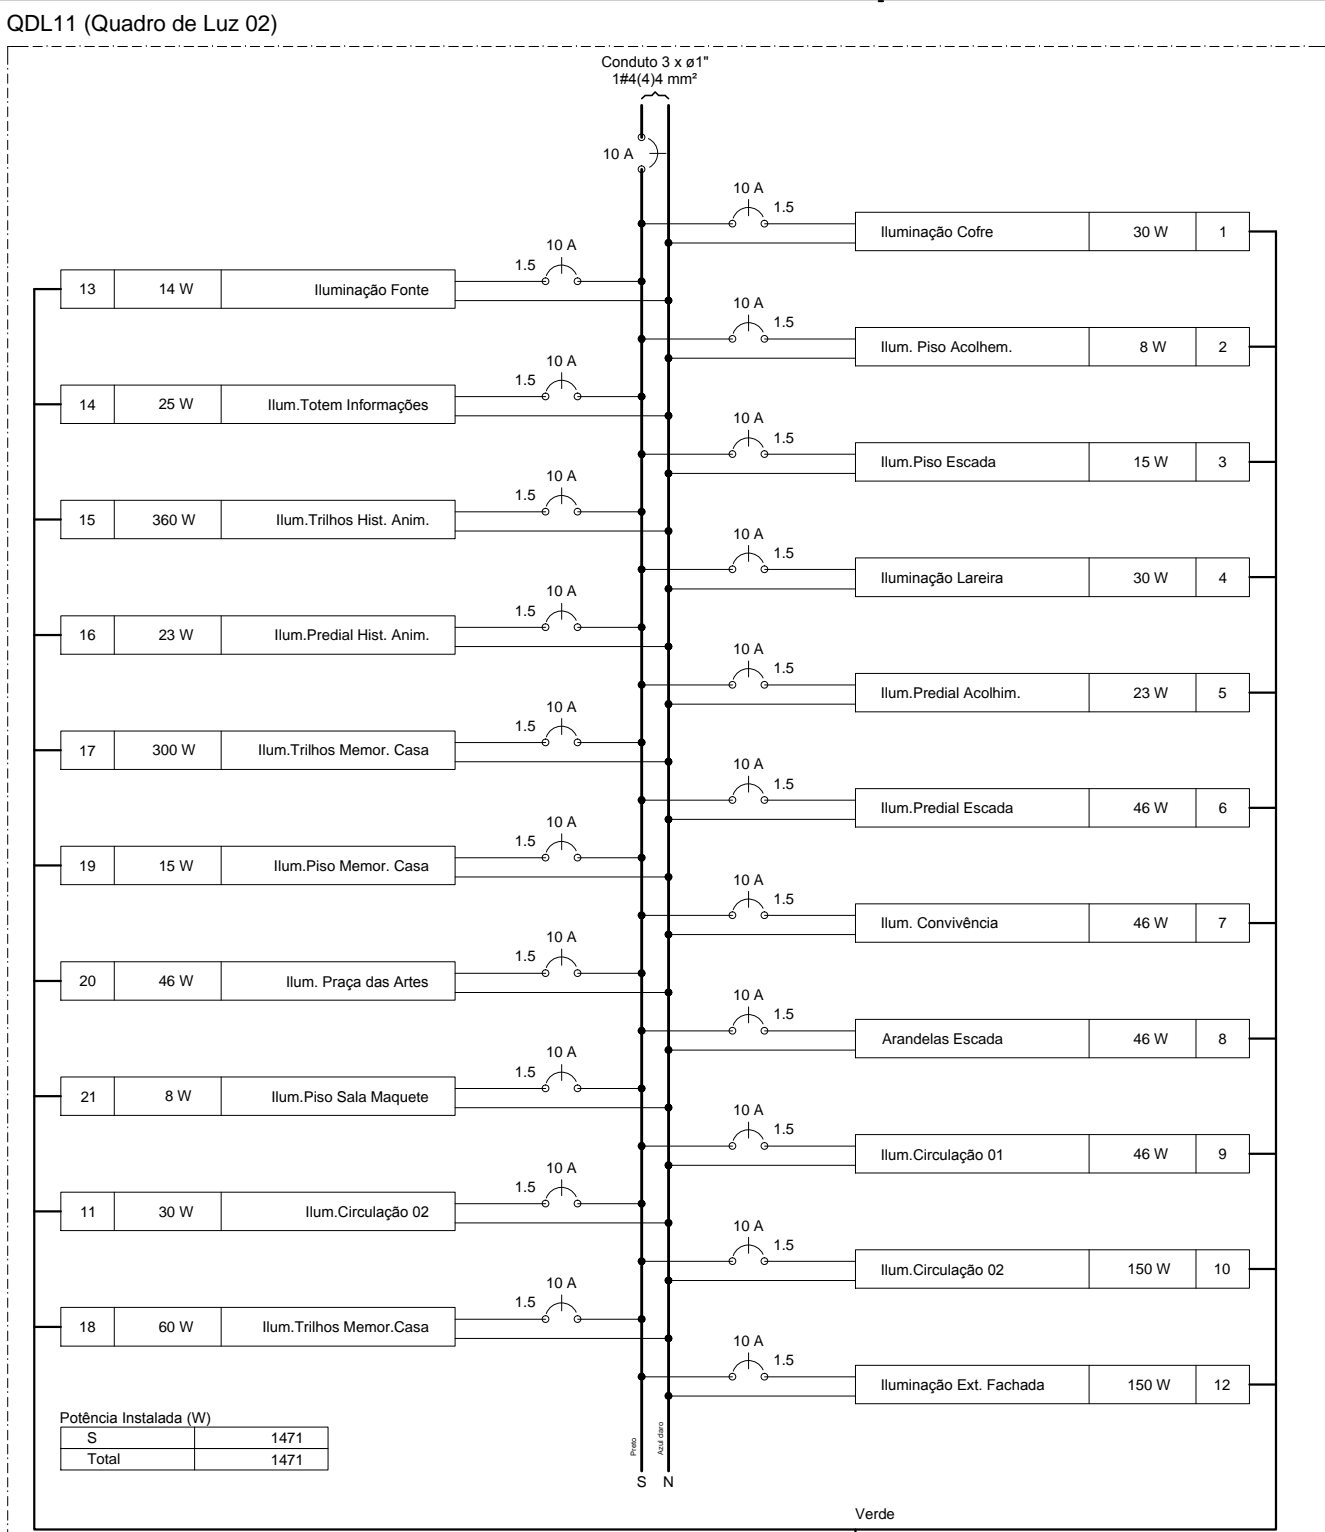 QDL11 (Quadro de Luz 02)
Conduto 3 x ø1"
1#4(4)4 mm²
10 A
10 A
1.5
Iluminação Cofre 30 W 1
10 A
1.5
13 14 W Iluminação Fonte
10 A
1.5
Ilum. Piso Acolhem. 8 W 2
10 A
1.5
14 25 W Ilum.Totem Informações
10 A
1.5
Ilum.Piso Escada 15 W 3
10 A
1.5
15 360 W Ilum.Trilhos Hist. Anim.
10 A
1.5
Iluminação Lareira 30 W 4
10 A
1.5
16 23 W Ilum.Predial Hist. Anim.
10 A
1.5
Ilum.Predial Acolhim. 23 W 5
10 A
1.5
17 300 W Ilum.Trilhos Memor. Casa
10 A
1.5
Ilum.Predial Escada 46 W 6
10 A
1.5
19 15 W Ilum.Piso Memor. Casa
10 A
1.5
Ilum. Convivência 46 W 7
10 A
1.5
20 46 W Ilum. Praça das Artes
10 A
1.5
Arandelas Escada 46 W 8
10 A
1.5
21 8 W Ilum.Piso Sala Maquete
10 A
1.5
Ilum.Circulação 01 46 W 9
10 A
1.5
11 30 W Ilum.Circulação 02
10 A
1.5
Ilum.Circulação 02 150 W 10
10 A
1.5
18 60 W Ilum.Trilhos Memor.Casa
10 A
1.5
Iluminação Ext. Fachada 150 W 12
Potência Instalada (W)
S 1471
Total 1471
Preto
Azul claro
S N
Verde